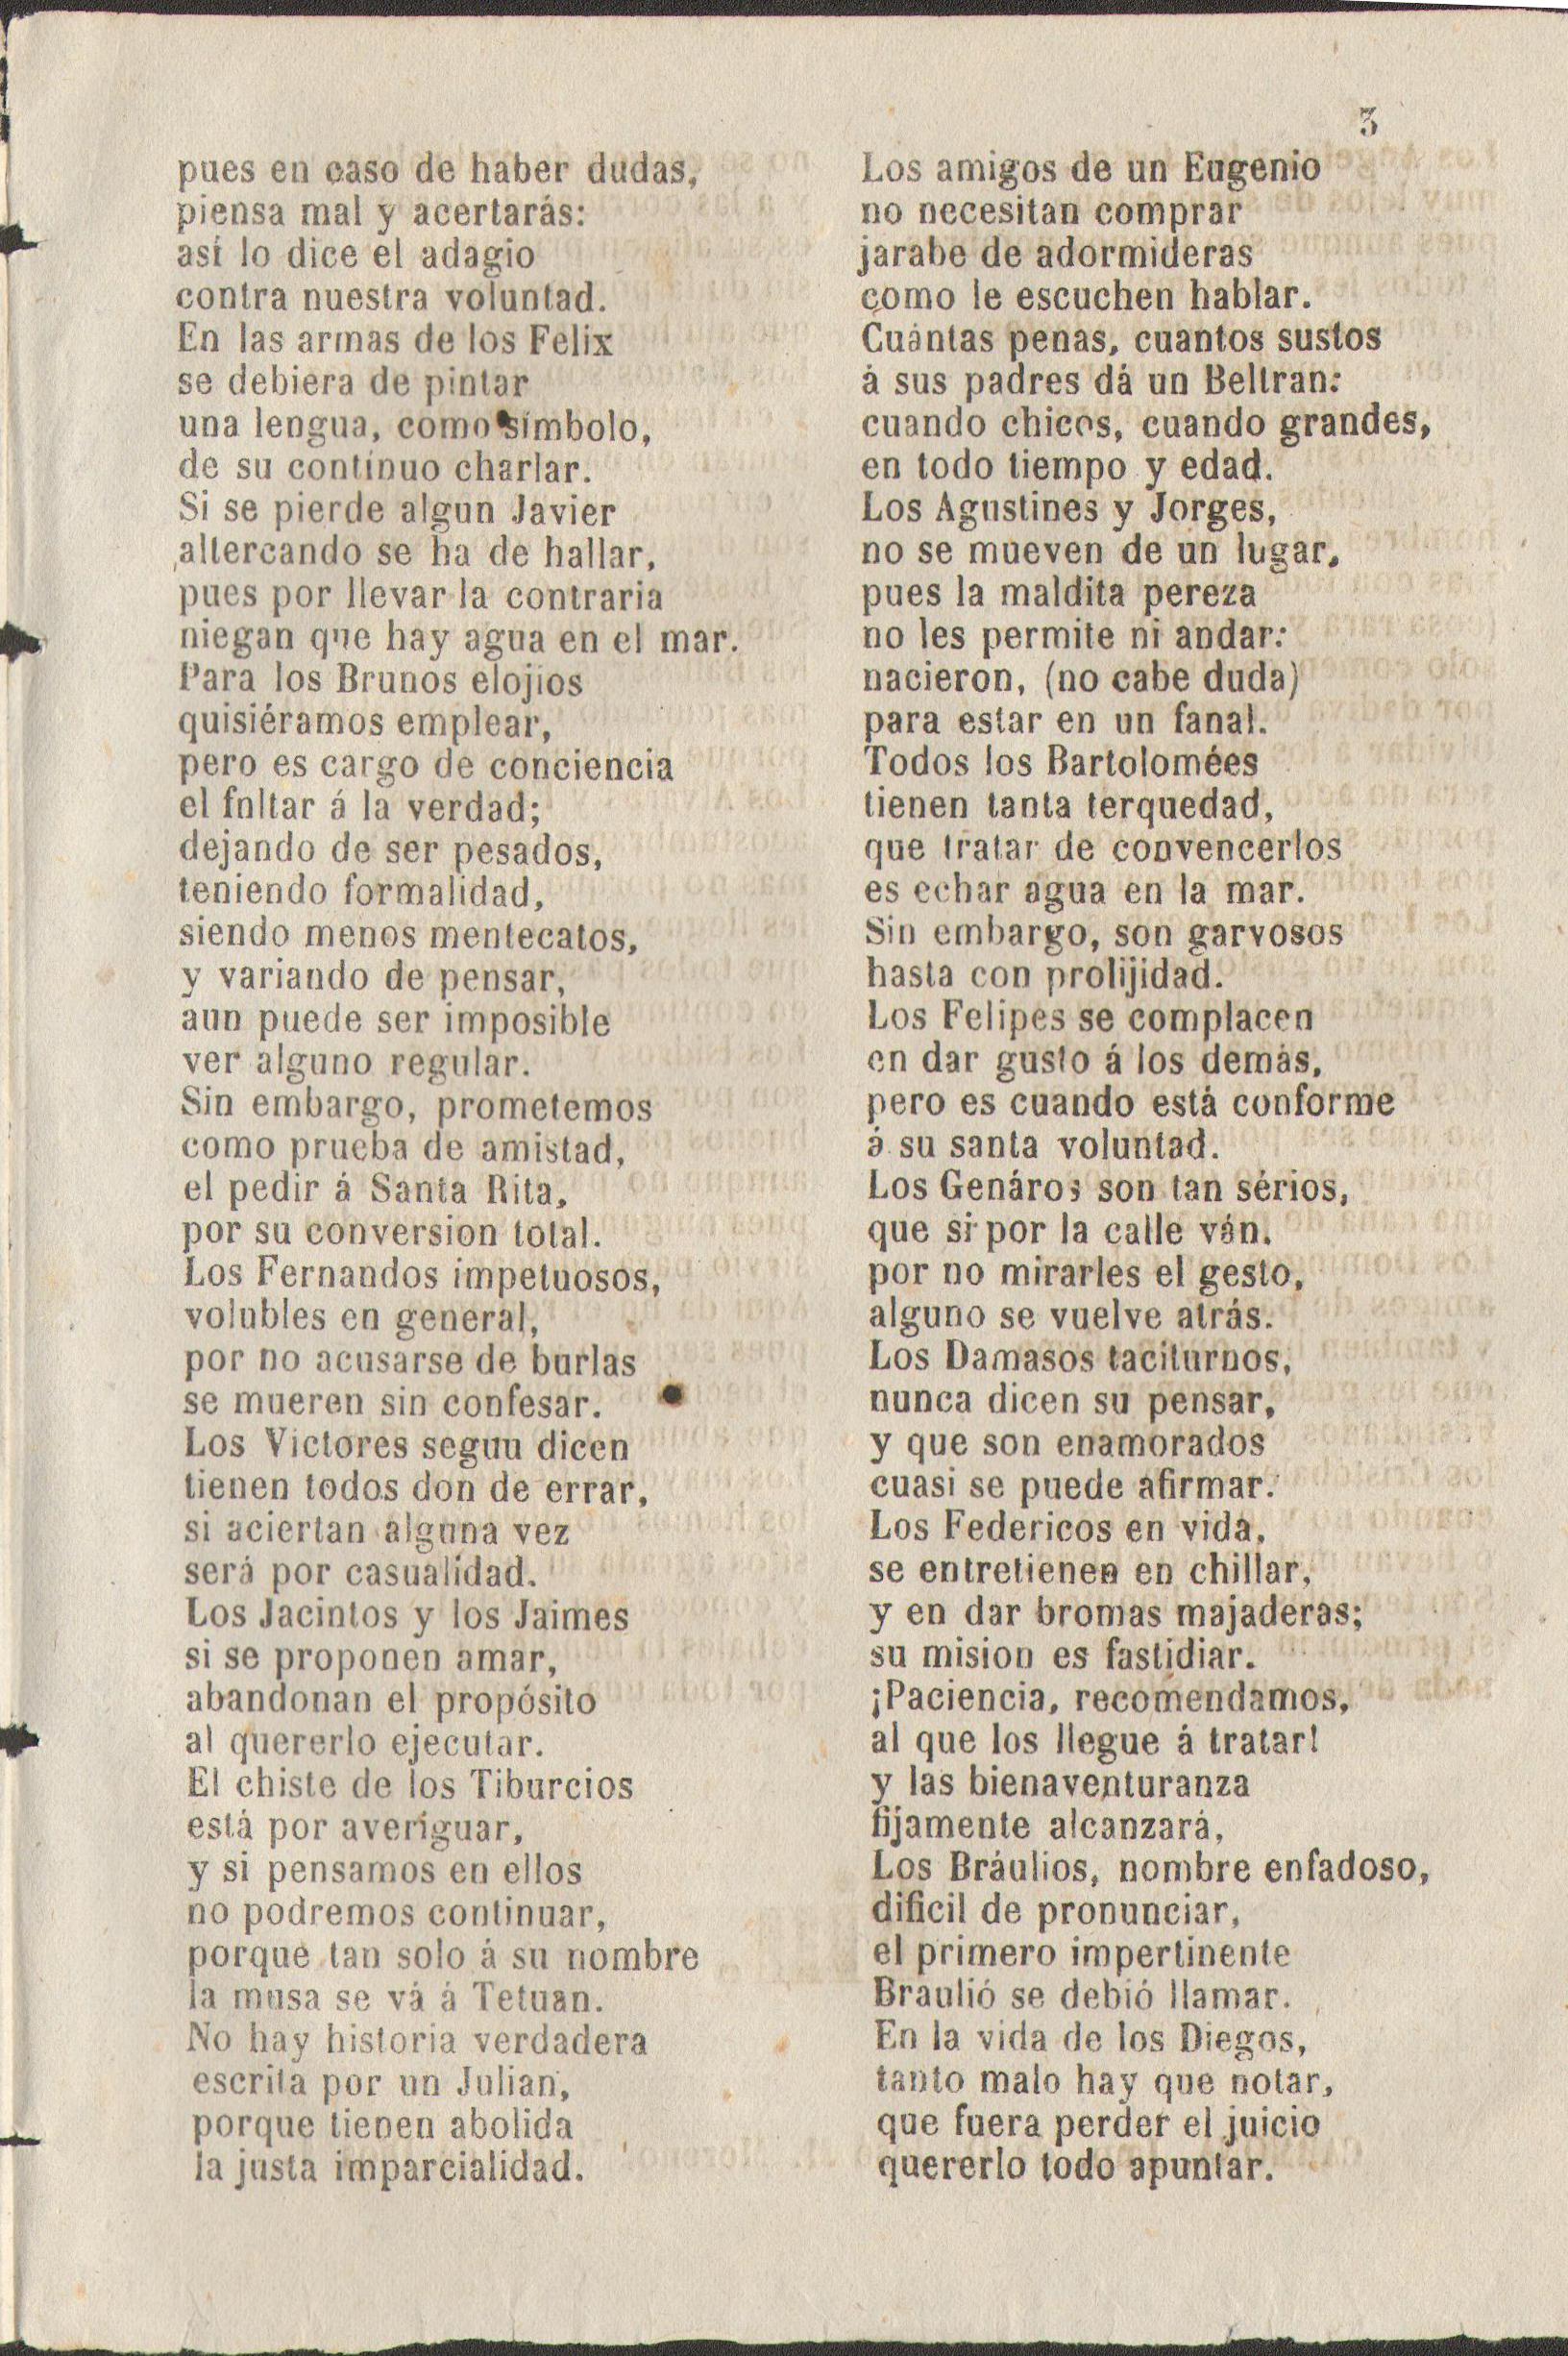 3
pues en caso de haber dudas,
piensa mal y acertarás:
así lo dice el adagio
contra nuestra voluntad.
En las armas de los Felix
se debiera de pintar
una lengua, como símbolo,
de su contínuo charlar.
Si se pierde algun Javier
altercando se ha de hallar,
pues por llevar la contraria
niegan que hay agua en el mar.
Para los Brunos elojios
quisiéramos emplear,
pero es cargo de conciencia
el faltar á la verdad;
dejando de ser pesados,
teniendo formalidad,
siendo menos mentecatos,
y variando de pensar,
aun puede ser imposible
ver alguno regular.
Sin embargo, prometemos
como prueba de amistad,
el pedir á Santa Rita,
por su conversion total.
Los Fernandos impetuosos,
volubles en general,
por no acusarse de burlas
se mueren sin confesar.
Los Victores seguu dicen
tienen todos don de errar,
si aciertan alguna vez
será por casualidad.
Los Jacintos y los Jaimes
si se proponen amar,
abandonan el propósito
al quererlo ejecutar.
El chiste de los Tiburcios
está por averiguar,
y si pensamos en ellos
no podremos continuar,
porque tan solo á su nombre
la musa se vá á Tetuan.
No hay historia verdadera
escrita por un Julian,
porque tienen abolida
la justa imparcialidad.
Los amigos de un Eugenio
no necesitan comprar
jarabe de adormideras
como le escuchen hablar.
Cuántas penas, cuantos sustos
á sus padres dá un Beltran:
cuando chicos, cuando grandes,
en todo tiempo y edad.
Los Agustines y Jorges,
no se mueven de un lugar,
pues la maldita pereza
no les permite ni andar:
nacieron, (no cabe duda)
para estar en un fanal.
Todos los Bartolomées
tienen tanta terquedad,
que tratar de convencerlos
es echar agua en la mar.
Sin embargo, son garvosos
hasta con prolijidad.
Los Felipes se complacen
en dar gusto á los demás,
pero es cuando está conforme
á su santa voluntad.
Los Genáros son tan sérios,
que si por la calle ván.
por no mirarles el gesto,
alguno se vuelve atrás.
Los Damasos taciturnos,
nunca dicen su pensar,
y que son enamorados
cuasi se puede afirmar.
Los Federicos en vida,
se entretienen en chillar,
y en dar bromas majaderas;
su mision es fastidiar.
¡Paciencia, recomendamos,
al que los llegue á tratar!
y las bienaventuranza
fijamente alcanzará,
Los Bráulios, nombre enfadoso,
dificil de pronunciar,
el primero impertinente
Braulió se debió llamar.
En la vida de los Diegos,
tanto malo hay que notar,
que fuera perder el juicio
quererlo todo apuntar.